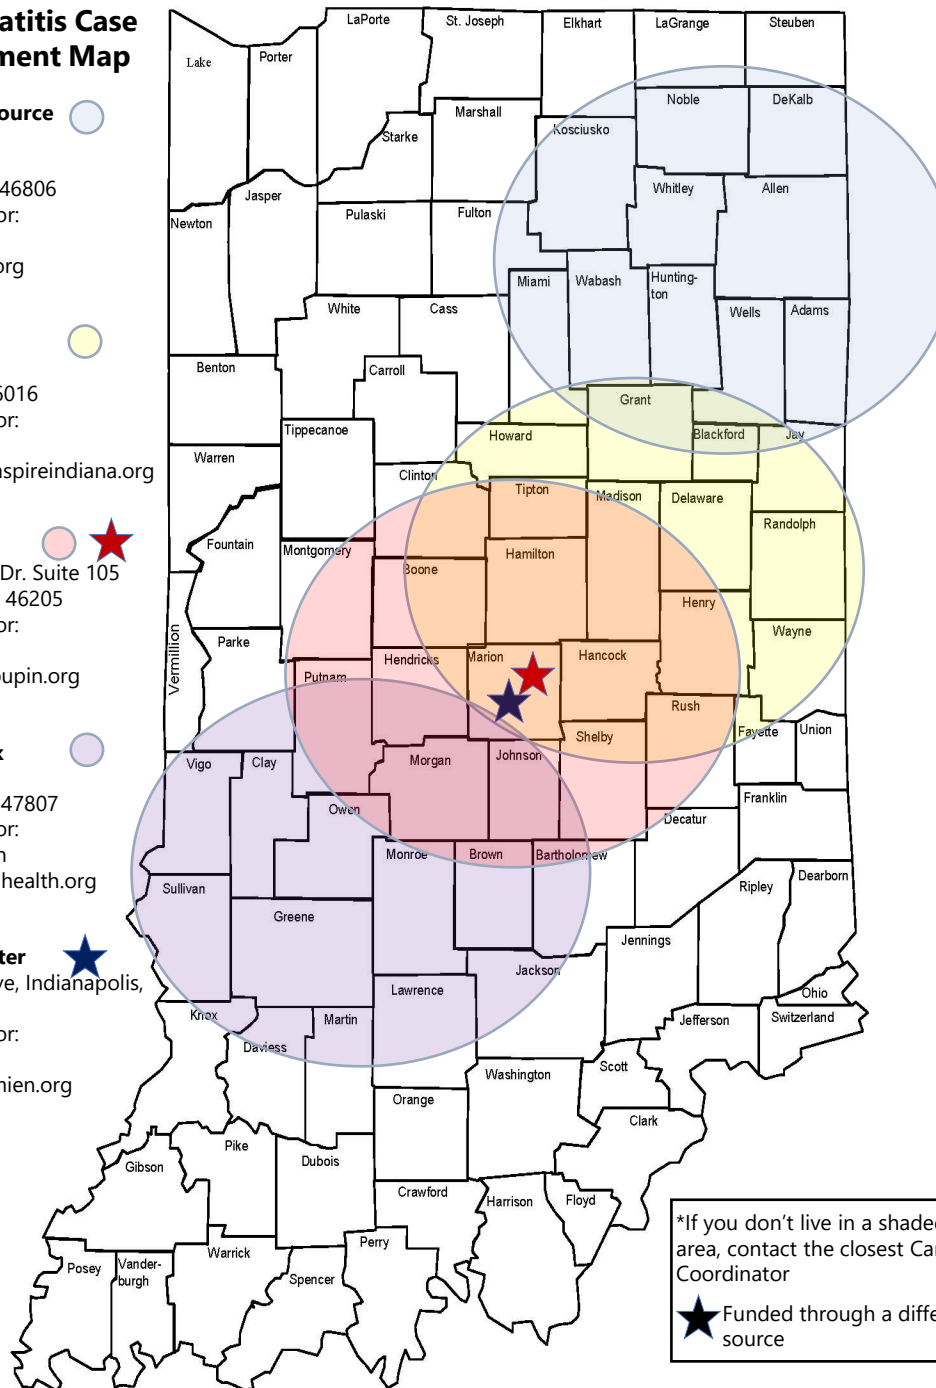 atitis Case
ment Map
ource
46806
or:
org
6016
or:
aspireindiana.org
Dr. Suite 105
46205
or:
oupin.org
x
47807
or:
n
health.org
ter
ve, Indianapolis,
or:
nien.org
LaPorte
St. Joseph
Elkhart
LaGrange
Steuben
Lake
Porter
Noble
DeKalb
Marshall
Kosciusko
Starke
Whitley
Allen
Jasper
Newton
Pulaski
Fulton
Miami
Wabash
Hunting-
ton
White
Cass
Wells
Adams
Benton
Carroll
Grant
Tippecanoe
Howard
Blackford
Jay
Warren
Clinton
Tipton
Madison
Delaware
Randolph
Fountain
Montgomery
Boone
Hamilton
Henry
Vermillion
Parke
Putnam
Hendricks
Marion
Hancock
Wayne
Rush
Fayette
Union
Vigo
Clay
Morgan
Johnson
Shelby
Owen
Franklin
Decatur
Monroe
Brown
Bartholomew
Sullivan
Ripley
Dearborn
Greene
Jennings
Jackson
Lawrence
Ohio
Knox
Martin
Jefferson
Switzerland
Daviess
Washington
Scott
Orange
Clark
Pike
Dubois
Gibson
Crawford
Harrison
Floyd
Perry
Posey
Vander-
burgh
Warrick
Spencer
*If you don't live in a shaded
area, contact the closest Car
Coordinator
Funded through a diffe
source